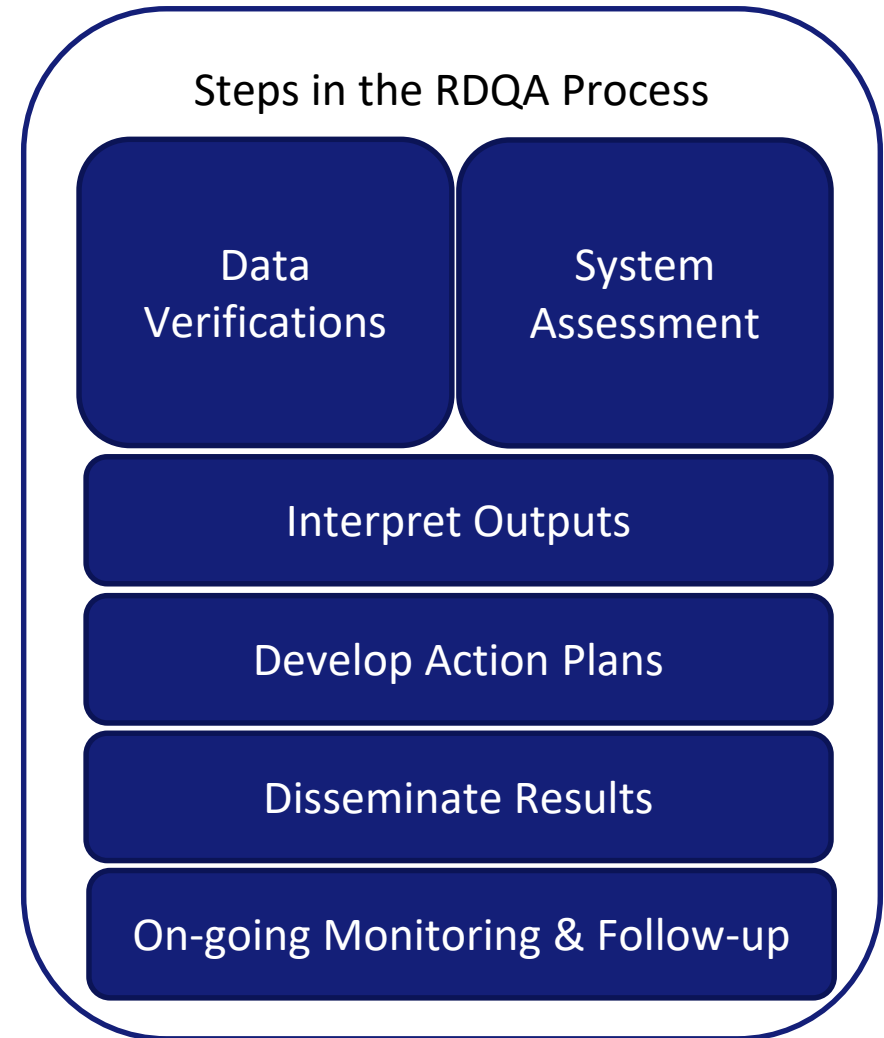 Steps in the RDQA Process
Data
Verifications
System
Assessment
Interpret Outputs
Develop Action Plans
Disseminate Results
On-going Monitoring & Follow-up